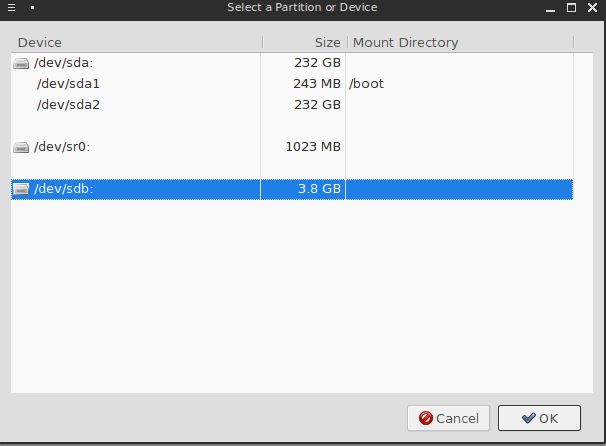 Select a Partition or Device
Device Size Mount Directory
/dev/sda: 232 GB
/dev/sda1 243 MB /boot
/dev/sda2 232 GB
/dev/sr0: 1023 MB
/dev/sdb: 3.8 GB
Cancel OK